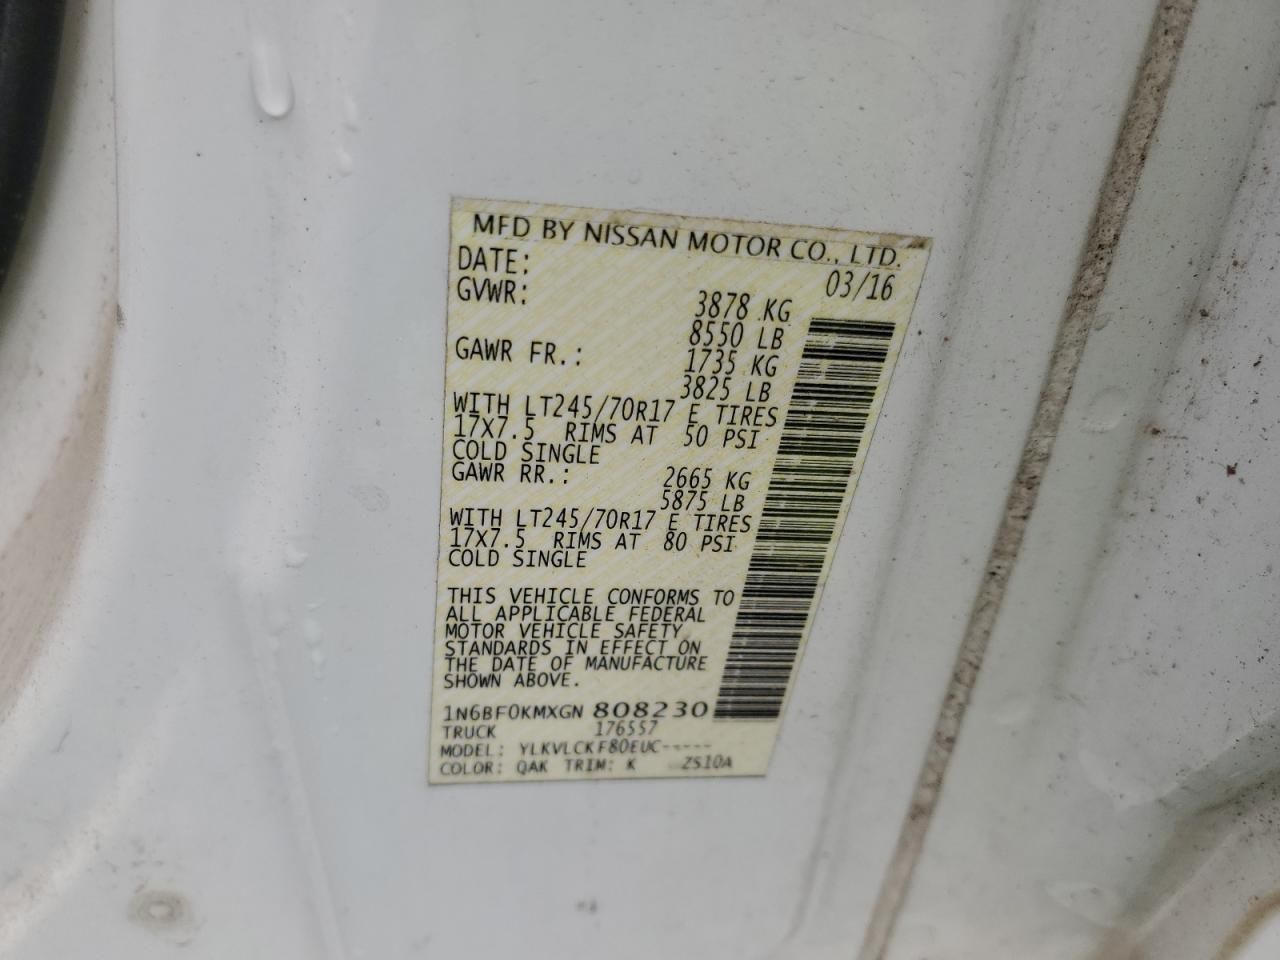 MFD BY NISSAN MOTOR CO., LTD.
DATE: 03/16
GVWR: 3878 KG
8550 LB
GAWR FR.: 1735 KG
3825 LB
WITH LT245/70R17 E TIRES
17X7.5 RIMS AT 50 PSI
COLD SINGLE
GAWR RR.: 2665 KG
5875 LB
WITH LT245/70R17 E TIRES
17X7.5 RIMS AT 80 PSI
COLD SINGLE
THIS VEHICLE CONFORMS TO
ALL APPLICABLE FEDERAL
MOTOR VEHICLE SAFETY
STANDARDS IN EFFECT ON
THE DATE OF MANUFACTURE
SHOWN ABOVE.
1N6BF0KMXGN 808230
TRUCK 176557
MODEL: YLKVLCKF80EUC-----
COLOR: QAK TRIM: K ZS10A